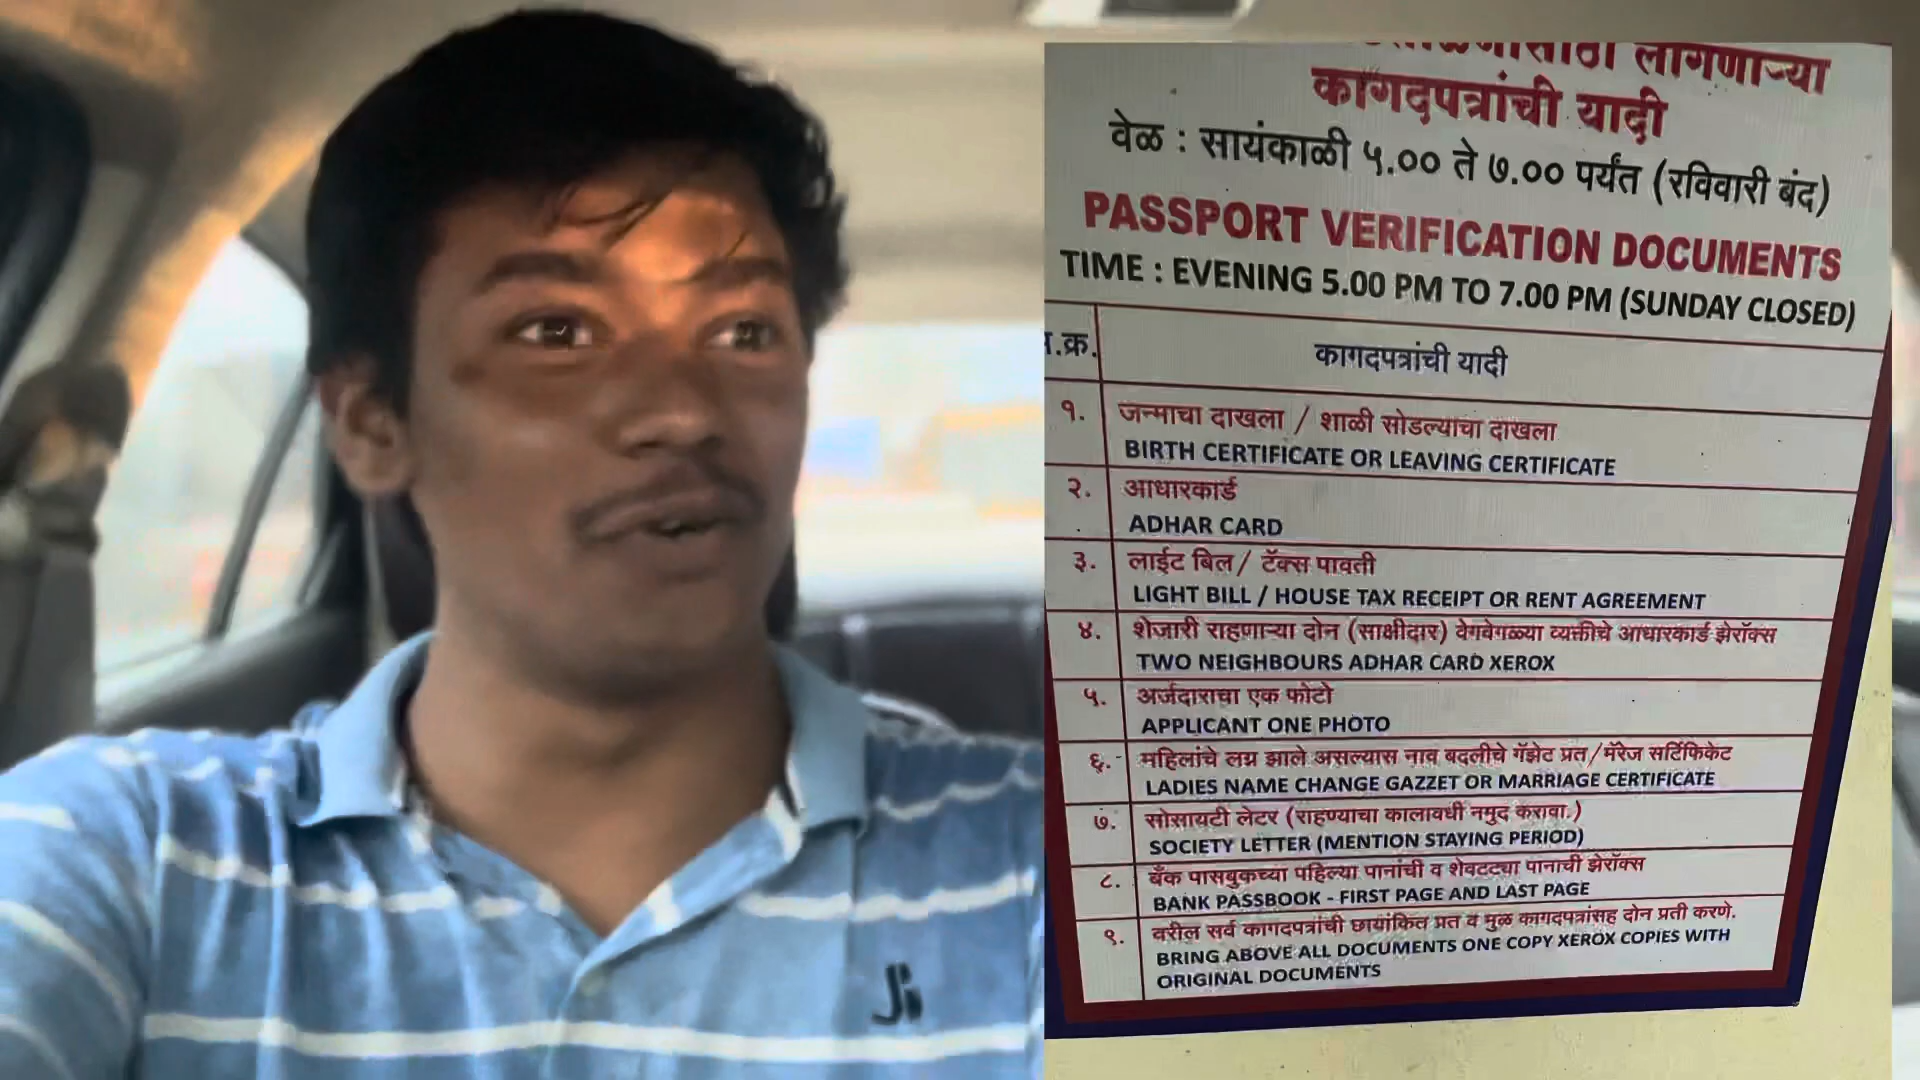 लागणाऱ्या
कागदपत्रांची यादी
वेळ : सायंकाळी ५.०० ते ७.०० पर्यंत (रविवारी बंद)
PASSPORT VERIFICATION DOCUMENTS
TIME : EVENING 5.00 PM TO 7.00 PM (SUNDAY CLOSED)
.क्र. कागदपत्रांची यादी
१. जन्माचा दाखला / शाळी सोडल्याचा दाखला
BIRTH CERTIFICATE OR LEAVING CERTIFICATE
२. आधारकार्ड
ADHAR CARD
३. लाईट बिल/ टॅक्स पावती
LIGHT BILL / HOUSE TAX RECEIPT OR RENT AGREEMENT
४. शेजारी राहणाऱ्या दोन (साक्षीदार) वेगवेगळ्या व्यक्तीचे आधारकार्ड झेरॉक्स
TWO NEIGHBOURS ADHAR CARD XEROX
५. अर्जदाराचा एक फोटो
APPLICANT ONE PHOTO
६. महिलांचे लग्न झाले असल्यास नाव बदलीचे गॅझेट प्रत/मॅरेज सर्टिफिकेट
LADIES NAME CHANGE GAZZET OR MARRIAGE CERTIFICATE
७. सोसायटी लेटर (राहण्याचा कालावधी नमुद करावा.)
SOCIETY LETTER (MENTION STAYING PERIOD)
८. बँक पासबुकच्या पहिल्या पानांची व शेवटट्या पानाची झेरॉक्स
BANK PASSBOOK - FIRST PAGE AND LAST PAGE
९. वरील सर्व कागदपत्रांची छायांकित प्रत व मुळ कागदपत्रांसह दोन प्रती करणे.
BRING ABOVE ALL DOCUMENTS ONE COPY XEROX COPIES WITH
ORIGINAL DOCUMENTS